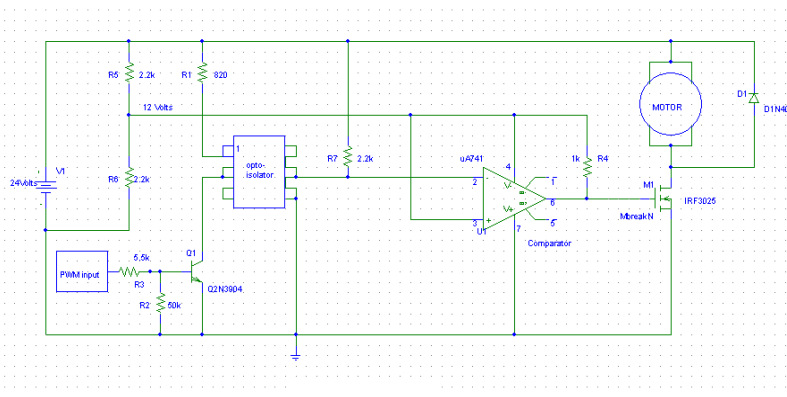 R5 2.2k
R1 820
12 Volts
V1
24Volts
R6 2.2k
1
opto-
isolator
R7 2.2k
uA741
4
V-
2
-
1
6
3
+
V+
5
7
U1
Comparator
1k R4
MOTOR
D1
M1
IRF3025
MbreakN
PWM input
5.5k
R3
R2 50k
Q1
Q2N3904